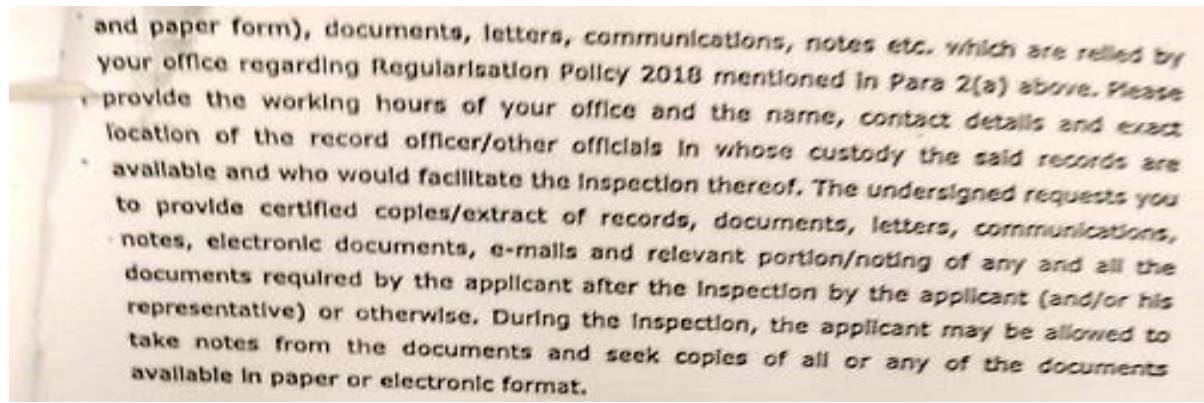 and paper form), documents, letters, communications, notes etc. which are relied by
your office regarding Regularisation Policy 2018 mentioned in Para 2(a) above. Please
provide the working hours of your office and the name, contact details and exact
location of the record officer/other officials in whose custody the said records are
available and who would facilitate the inspection thereof. The undersigned requests you
to provide certified copies/extract of records, documents, letters, communications,
notes, electronic documents, e-mails and relevant portion/noting of any and all the
documents required by the applicant after the inspection by the applicant (and/or his
representative) or otherwise. During the inspection, the applicant may be allowed to
take notes from the documents and seek copies of all or any of the documents
available in paper or electronic format.